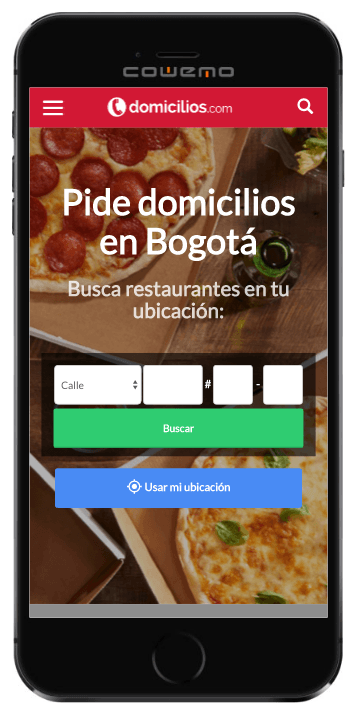 cowemo
domicilios.com
Pide domicilios
en Bogotá
Busca restaurantes en tu
ubicación:
Calle # -
Buscar
Usar mi ubicación